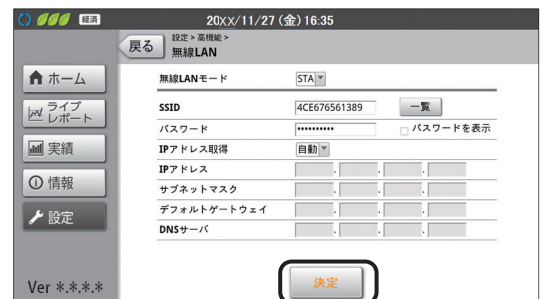 経済
20XX/11/27 (金) 16:35
戻る
設定 > 高機能 >
無線LAN
ホーム
ライブ
レポート
実績
情報
設定
Ver *.*.*.*
無線LANモード STA
SSID 4CE676561389 一覧
パスワード •••••••••• パスワードを表示
IPアドレス取得 自動
IPアドレス . . .
サブネットマスク . . .
デフォルトゲートウェイ . . .
DNSサーバ . . .
決定